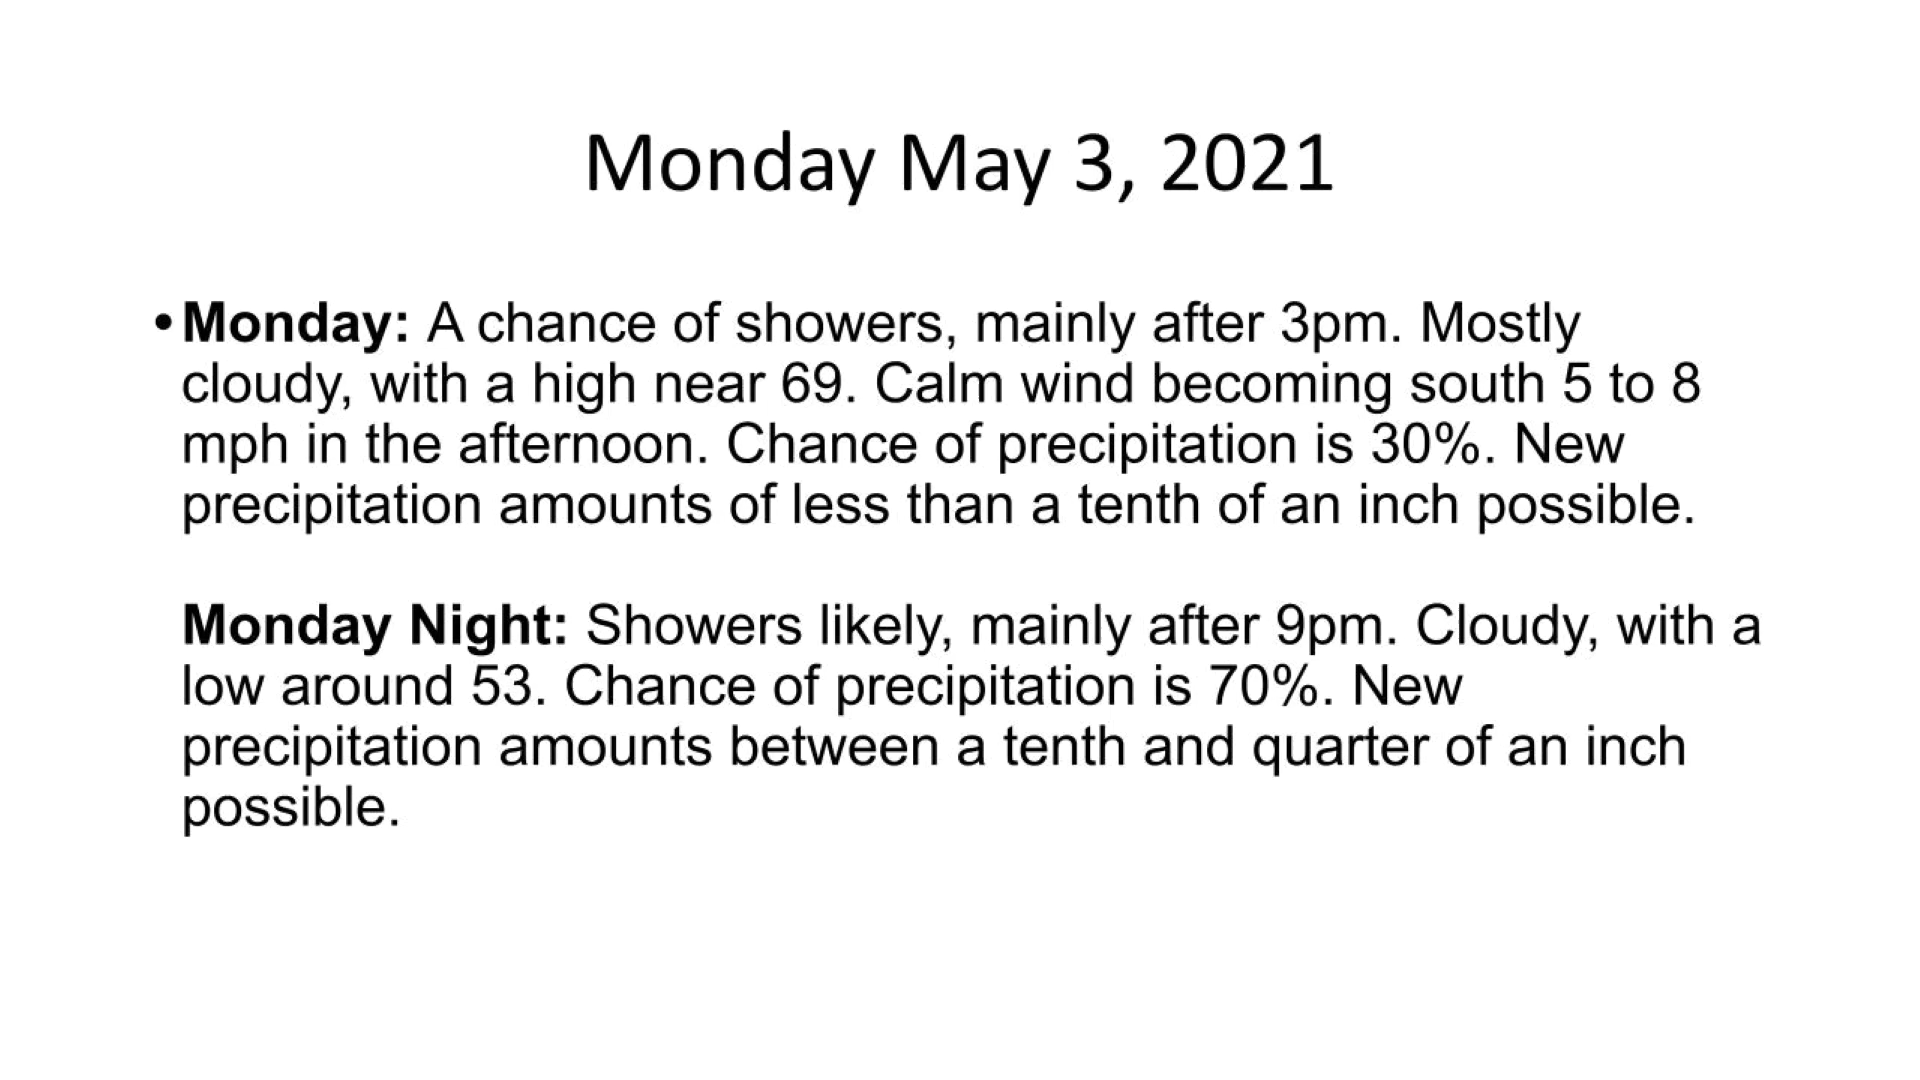 Monday May 3, 2021
•Monday: A chance of showers, mainly after 3pm. Mostly
cloudy, with a high near 69. Calm wind becoming south 5 to 8
mph in the afternoon. Chance of precipitation is 30%. New
precipitation amounts of less than a tenth of an inch possible.
Monday Night: Showers likely, mainly after 9pm. Cloudy, with a
low around 53. Chance of precipitation is 70%. New
precipitation amounts between a tenth and quarter of an inch
possible.